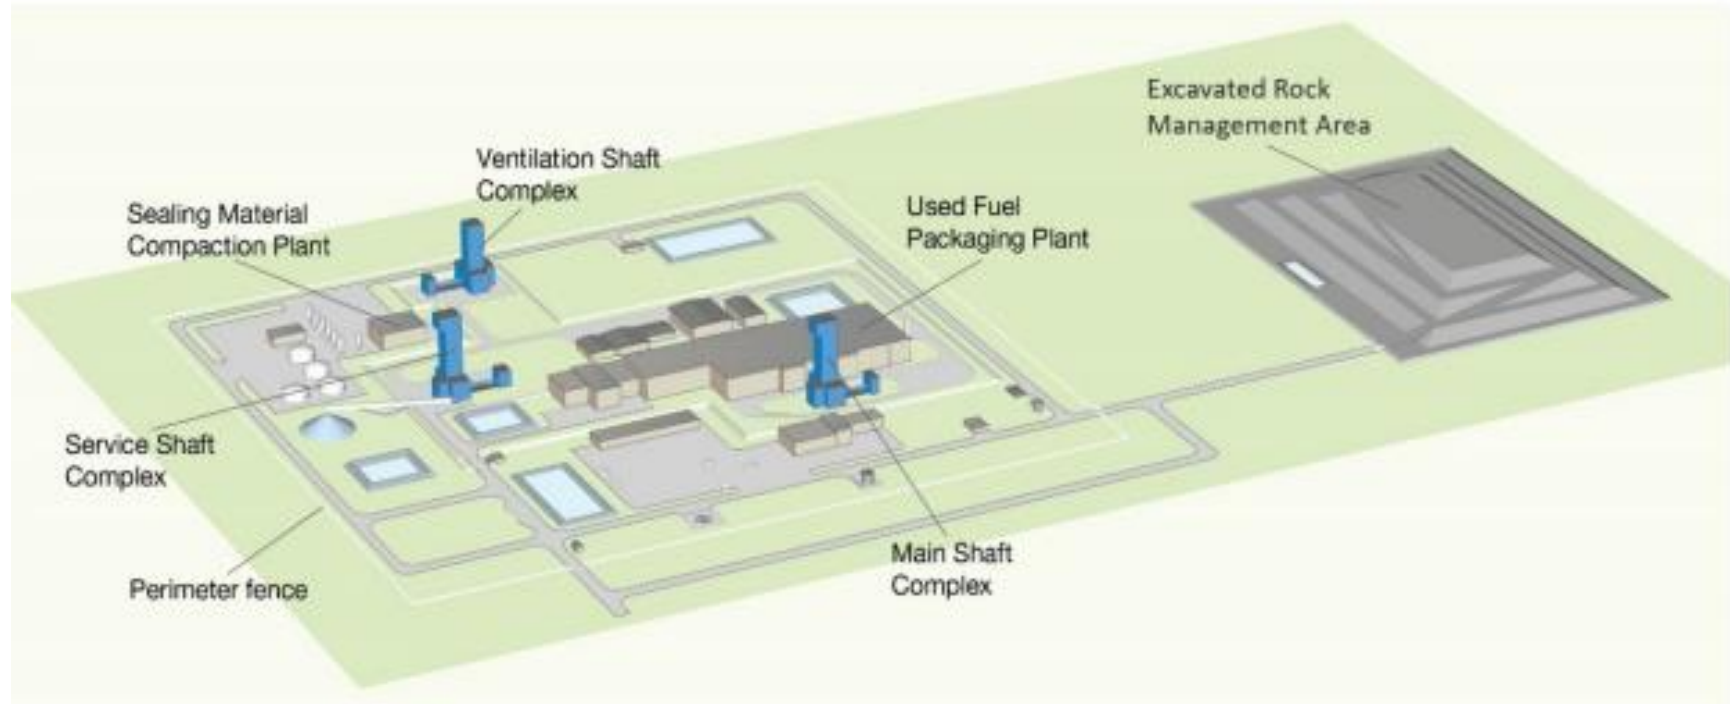 Excavated Rock
Management Area
Ventilation Shaft
Complex
Sealing Material
Compaction Plant
Used Fuel
Packaging Plant
Service Shaft
Complex
Main Shaft
Complex
Perimeter fence